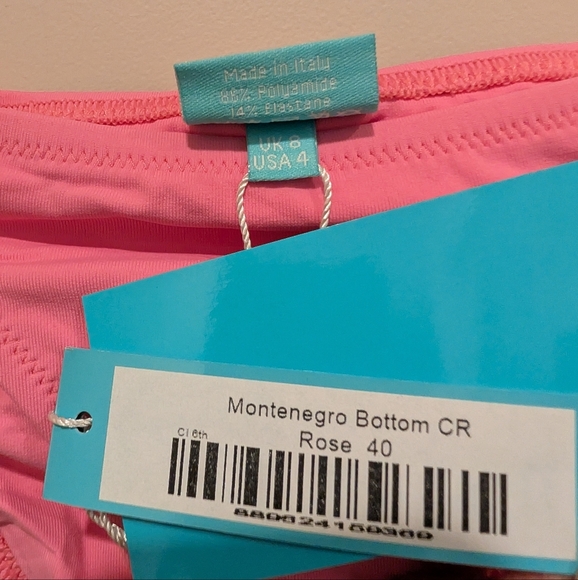 Made in Italy
86% Polyamide
14% Elastane
UK 8
USA 4
Montenegro Bottom CR
Cl 6th
Rose 40